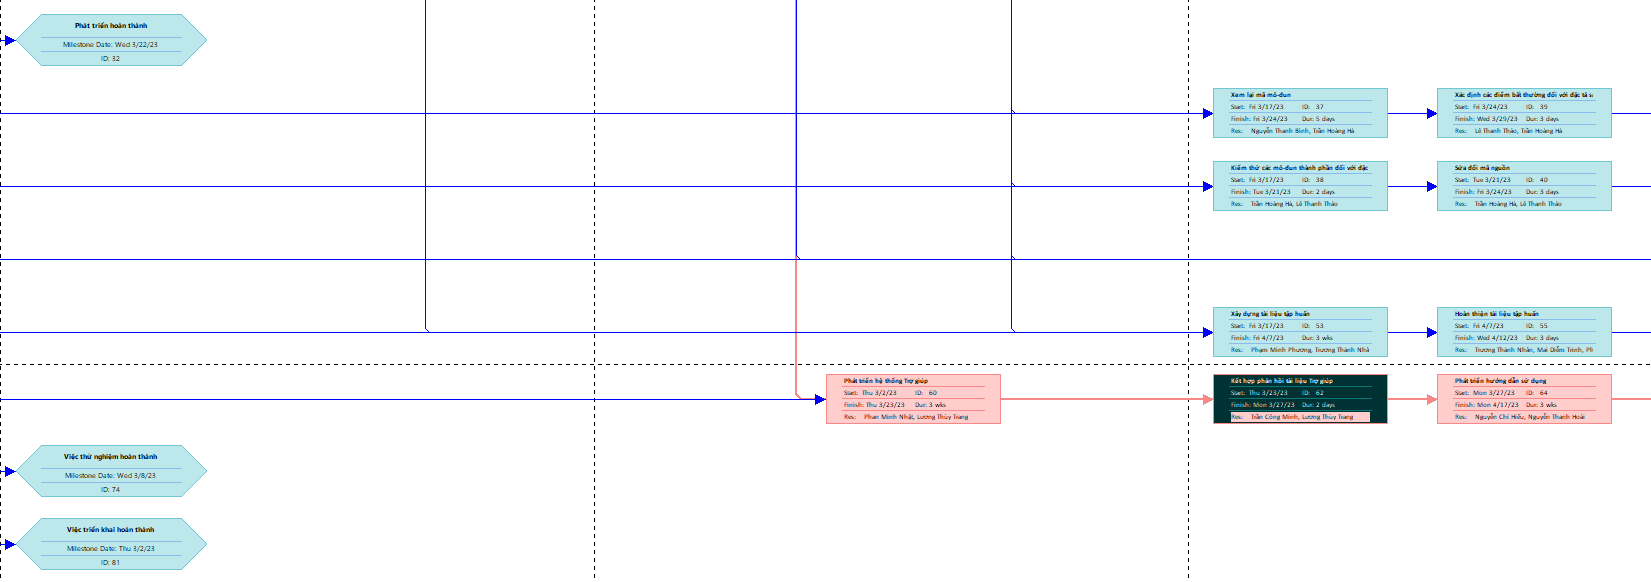 Phát triển hoàn thành
Milestone Date: Wed 3/22/23
ID: 32
Xem lại mã mô-đun
Start: Fri 3/17/23 ID: 37
Finish: Fri 3/24/23 Dur: 5 days
Res: Nguyễn Thanh Bình, Trần Hoàng Hà
Xác định các điểm bất thường đối với đặc tả s
Start: Fri 3/24/23 ID: 39
Finish: Wed 3/29/23 Dur: 3 days
Res: Lê Thanh Thảo, Trần Hoàng Hà
Kiểm thử các mô-đun thành phần đối với đặc
Start: Fri 3/17/23 ID: 38
Finish: Tue 3/21/23 Dur: 2 days
Res: Trần Hoàng Hà, Lê Thanh Thảo
Sửa đổi mã nguồn
Start: Tue 3/21/23 ID: 40
Finish: Fri 3/24/23 Dur: 3 days
Res: Trần Hoàng Hà, Lê Thanh Thảo
Xây dựng tài liệu tập huấn
Start: Fri 3/17/23 ID: 53
Finish: Fri 4/7/23 Dur: 3 wks
Res: Phạm Minh Phương, Trương Thành Nhâ
Hoàn thiện tài liệu tập huấn
Start: Fri 4/7/23 ID: 55
Finish: Wed 4/12/23 Dur: 3 days
Res: Trương Thành Nhân, Mai Diễm Trinh, Ph
Phát triển hệ thống Trợ giúp
Start: Thu 3/2/23 ID: 60
Finish: Thu 3/23/23 Dur: 3 wks
Res: Phan Minh Nhật, Lương Thùy Trang
Kết hợp phản hồi tài liệu Trợ giúp
Start: Thu 3/23/23 ID: 62
Finish: Mon 3/27/23 Dur: 2 days
Res: Trần Công Minh, Lương Thùy Trang
Phát triển hướng dẫn sử dụng
Start: Mon 3/27/23 ID: 64
Finish: Mon 4/17/23 Dur: 3 wks
Res: Nguyễn Chí Hiếu, Nguyễn Thanh Hoài
Việc thử nghiệm hoàn thành
Milestone Date: Wed 3/8/23
ID: 74
Việc triển khai hoàn thành
Milestone Date: Thu 3/2/23
ID: 81